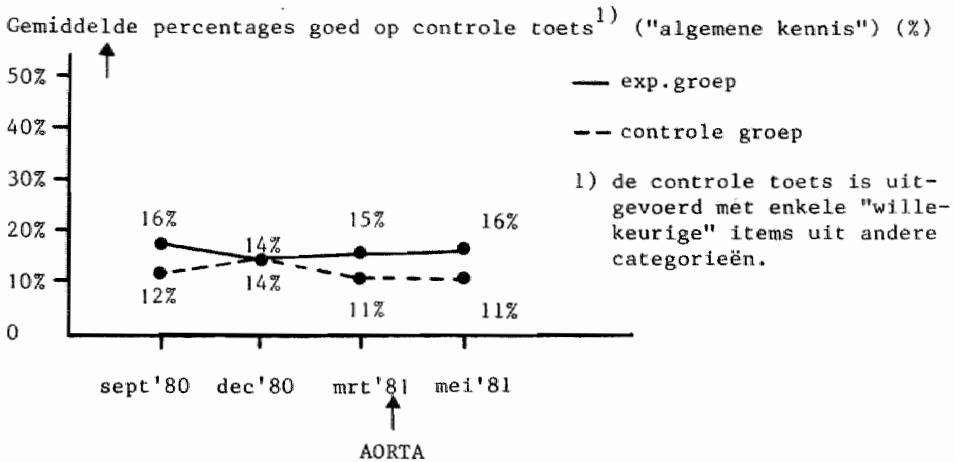 Gemiddelde percentages goed op controle toets1) ("algemene kennis") (%)
50%
40%
30%
20%
10%
0
exp.groep
controle groep
1) de controle toets is uit-
gevoerd met enkele "wille-
keurige" items uit andere
categorieën.
16%
14%
15%
16%
12%
14%
11%
11%
sept'80 dec'80 mrt'81 mei'81
AORTA